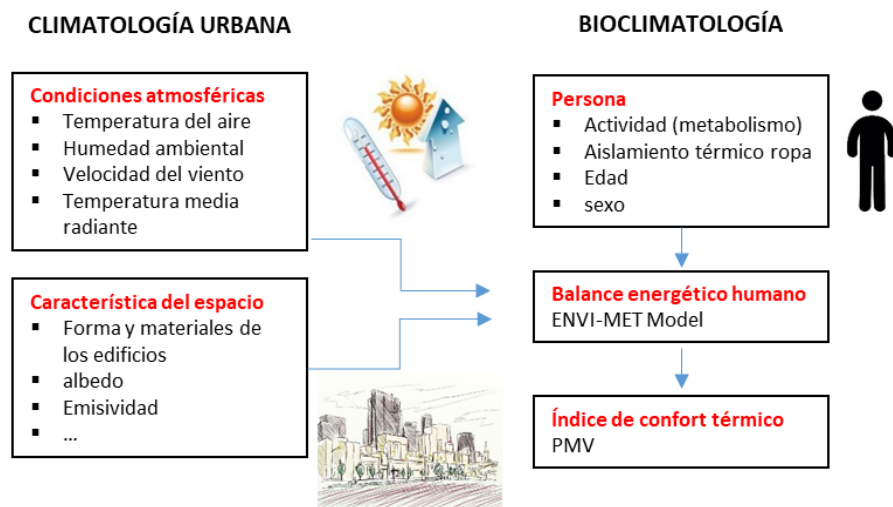 CLIMATOLOGÍA URBANA
Condiciones atmosféricas
▪ Temperatura del aire
▪ Humedad ambiental
▪ Velocidad del viento
▪ Temperatura media
radiante
Característica del espacio
▪ Forma y materiales de
los edificios
▪ albedo
▪ Emisividad
▪ ...
BIOCLIMATOLOGÍA
Persona
▪ Actividad (metabolismo)
▪ Aislamiento térmico ropa
▪ Edad
▪ sexo
Balance energético humano
ENVI-MET Model
Índice de confort térmico
PMV